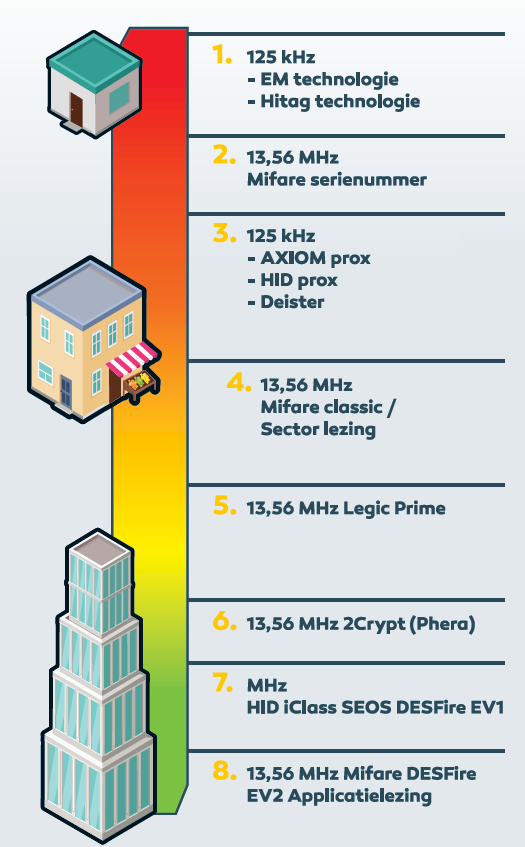 1. 125 kHz
- EM technologie
- Hitag technologie
2. 13,56 MHz
Mifare serienummer
3. 125 kHz
- AXIOM prox
- HID prox
- Deister
4. 13,56 MHz
Mifare classic /
Sector lezing
5. 13,56 MHz Legic Prime
6. 13,56 MHz 2Crypt (Phera)
7. MHz
HID iClass SEOS DESFire EV1
8. 13,56 MHz Mifare DESFire
EV2 Applicatielezing